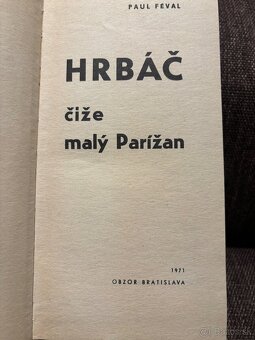 PAUL FÉVAL
HRBÁČ
čiže
malý Parížan
1971
OBZOR BRATISLAVA